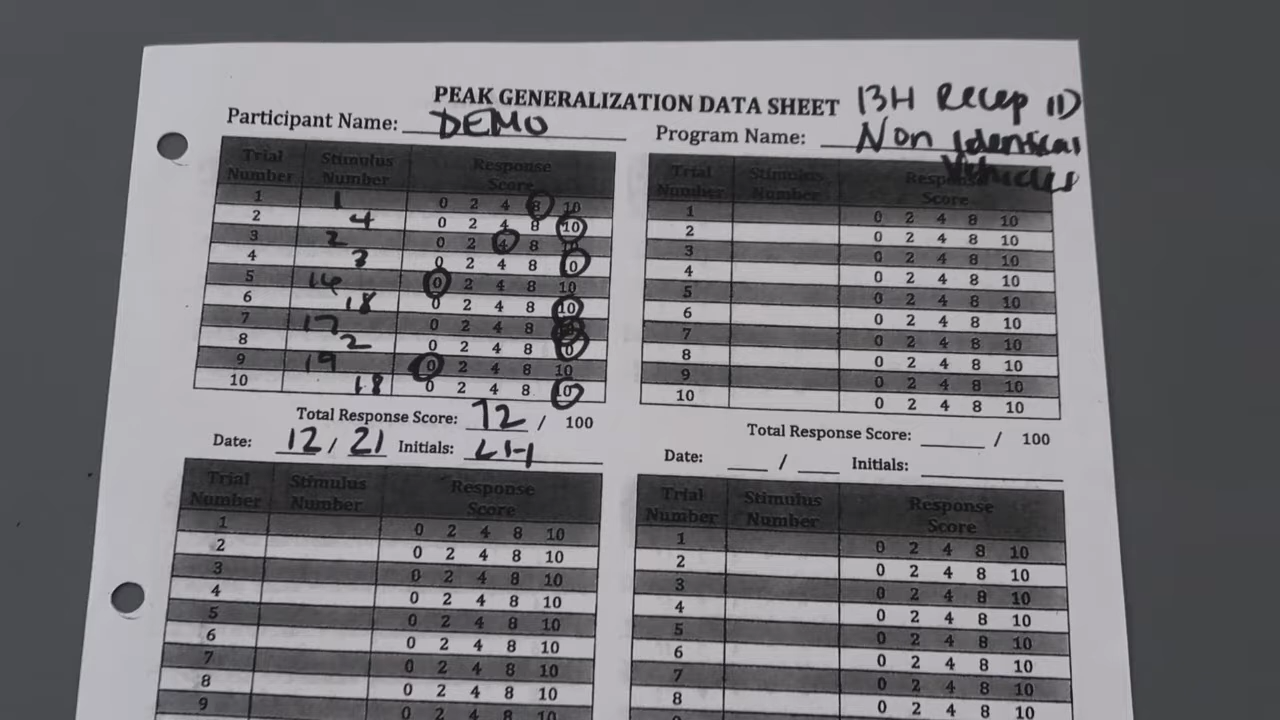 PEAK GENERALIZATION DATA SHEET 13H Recep ID
Participant Name: DEMO Program Name: Non Identical
Vehicles
Trial Number Stimulus Number Response Score
1 1 0 2 4 8 10
2 4 0 2 4 8 10
3 2 0 2 4 8 10
4 3 0 2 4 8 10
5 14 0 2 4 8 10
6 18 0 2 4 8 10
7 17 0 2 4 8
8 2 0 2 4 8 10
9 19 0 2 4 8 10
10 18 0 2 4 8 10
Total Response Score: 72 / 100
Date: 12 / 21 Initials: LH
Trial Number Stimulus Number Response Score
1 0 2 4 8 10
2 0 2 4 8 10
3 0 2 4 8 10
4 0 2 4 8 10
5 0 2 4 8 10
6 0 2 4 8 10
7 0 2 4 8 10
8 0 2 4 8 10
9 0 2 4 8 10
10 0 2 4 8 10
Total Response Score: / 100
Date: / Initials:
Trial Number Stimulus Number Response Score
1 0 2 4 8 10
2 0 2 4 8 10
3 0 2 4 8 10
4 0 2 4 8 10
5 0 2 4 8 10
6 0 2 4 8 10
7 0 2 4 8 10
8 0 2 4 8 10
9 0 2 4 8 10
Trial Number Stimulus Number Response Score
1 0 2 4 8 10
2 0 2 4 8 10
3 0 2 4 8 10
4 0 2 4 8 10
5 0 2 4 8 10
6 0 2 4 8 10
7 0 2 4 8 10
8 0 2 4 8 10